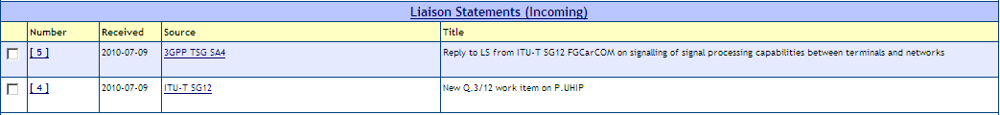 Liaison Statements (Incoming)
Number Received Source Title
[ 5 ] 2010-07-09 3GPP TSG SA4 Reply to LS from ITU-T SG12 FGCarCOM on signalling of signal processing capabilities between terminals and networks
[ 4 ] 2010-07-09 ITU-T SG12 New Q.3/12 work item on P.UHIP